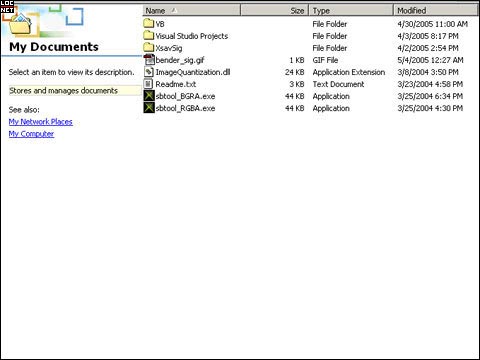 LOC
NET
My Documents
Select an item to view its description.
Stores and manages documents
See also:
My Network Places
My Computer
Name Size Type Modified
VB File Folder 4/30/2005 11:00 AM
Visual Studio Projects File Folder 4/3/2005 8:17 PM
XsavSig File Folder 4/2/2005 2:54 PM
bender_sig.gif 1 KB GIF File 5/4/2005 12:27 AM
ImageQuantization.dll 24 KB Application Extension 3/8/2004 3:50 PM
Readme.txt 3 KB Text Document 3/23/2004 4:58 PM
sbtool_BGRA.exe 44 KB Application 3/25/2004 6:34 PM
sbtool_RGBA.exe 44 KB Application 3/25/2004 4:30 PM